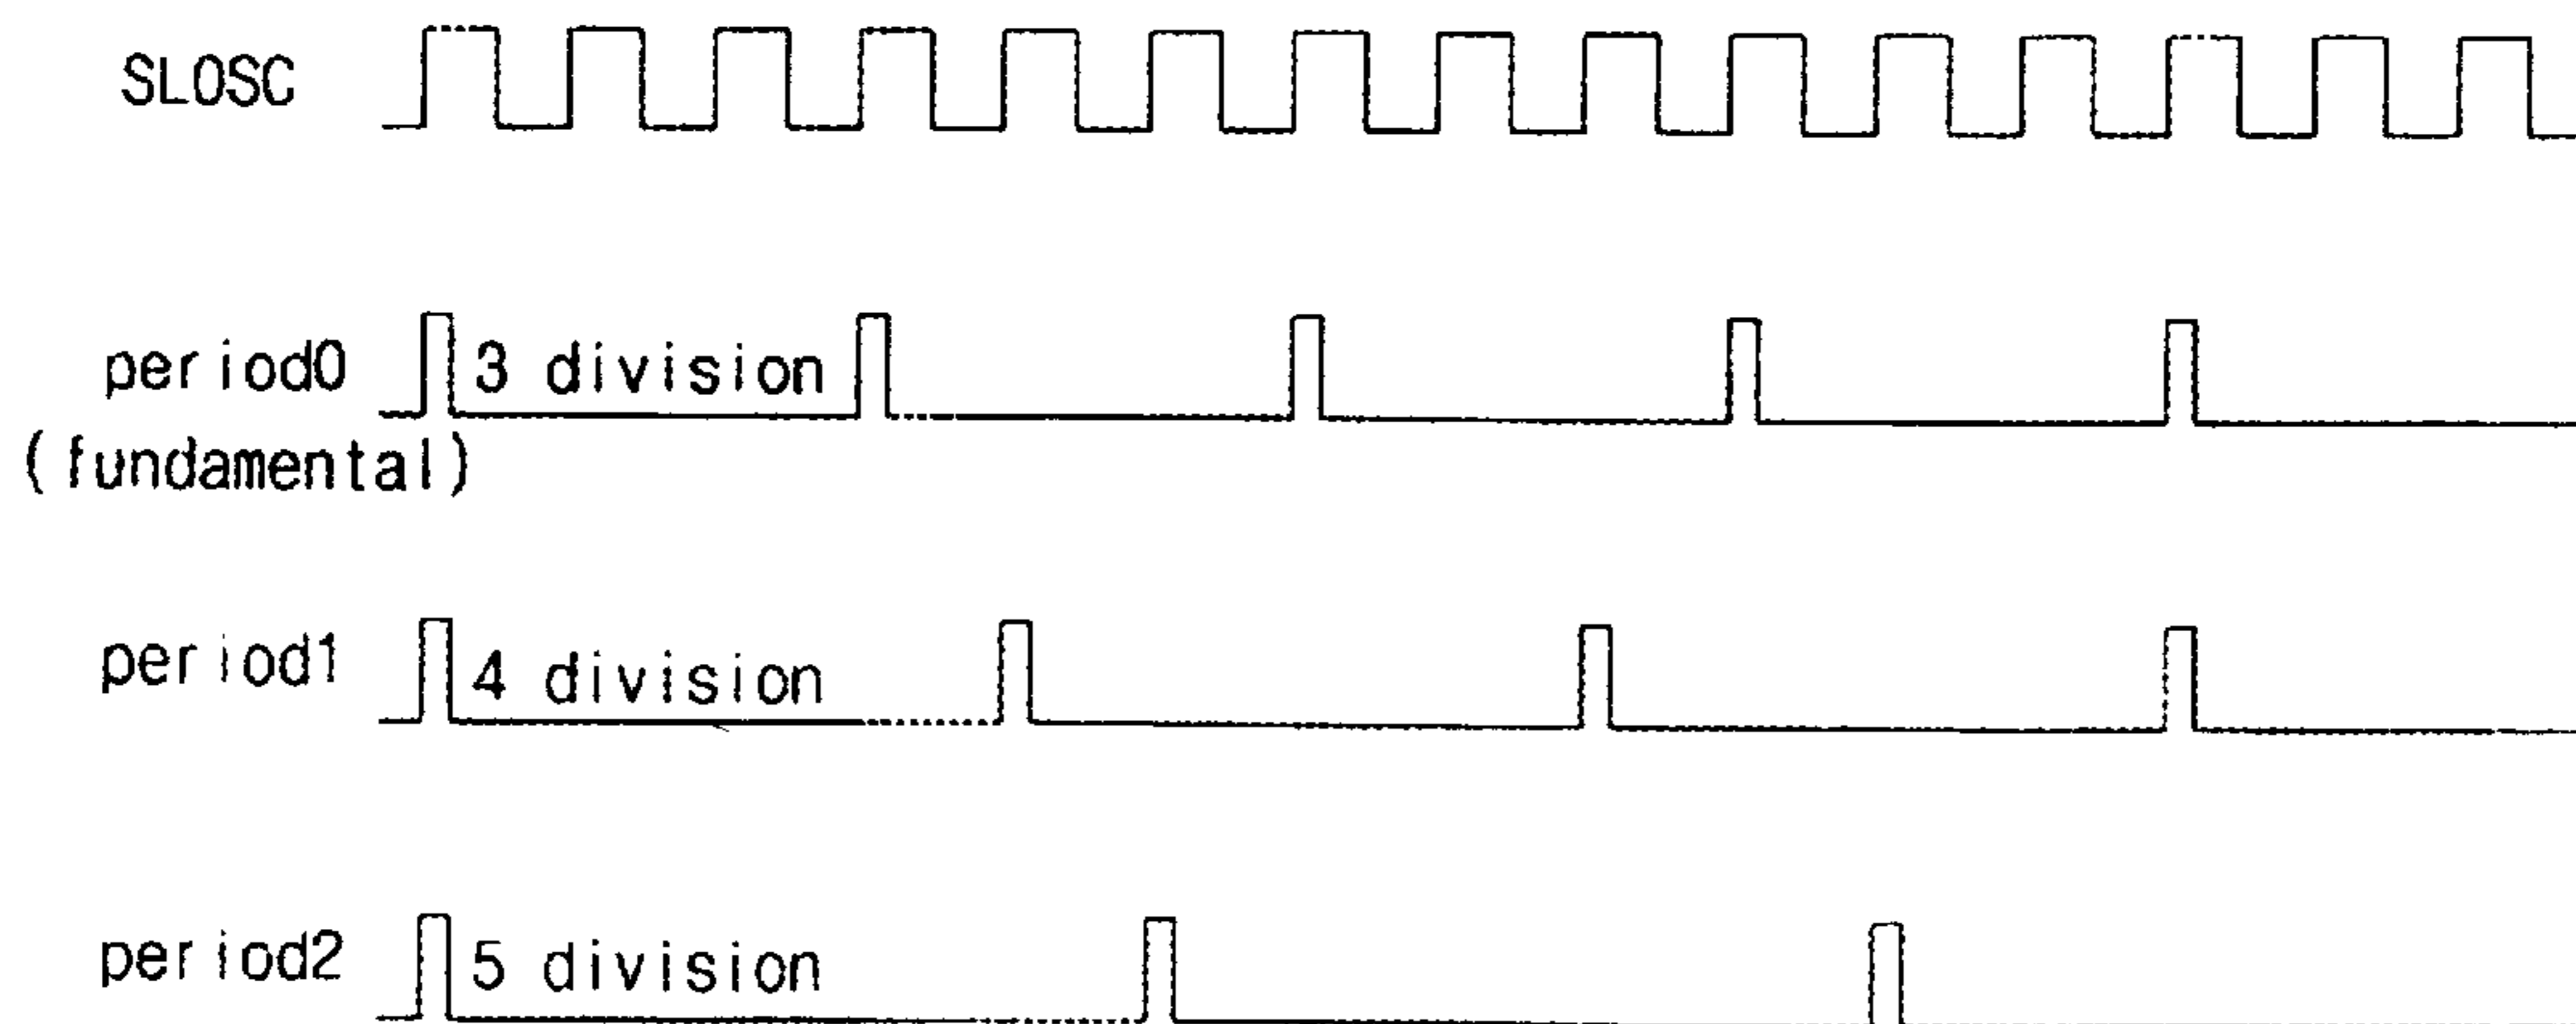 SLOSC
period0 3 division
(fundamental)
period1 4 division
period2 5 division